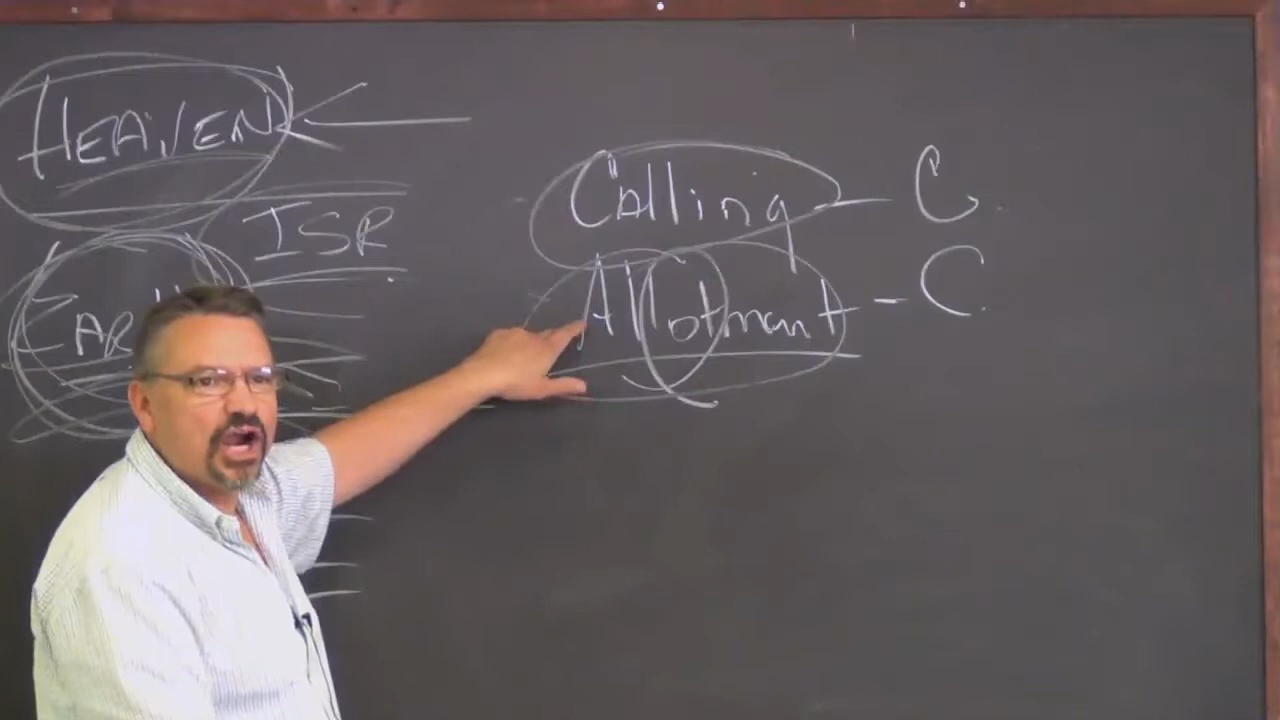 HEAVEN
ISR
EAR
Calling - C.
Allotment - C.